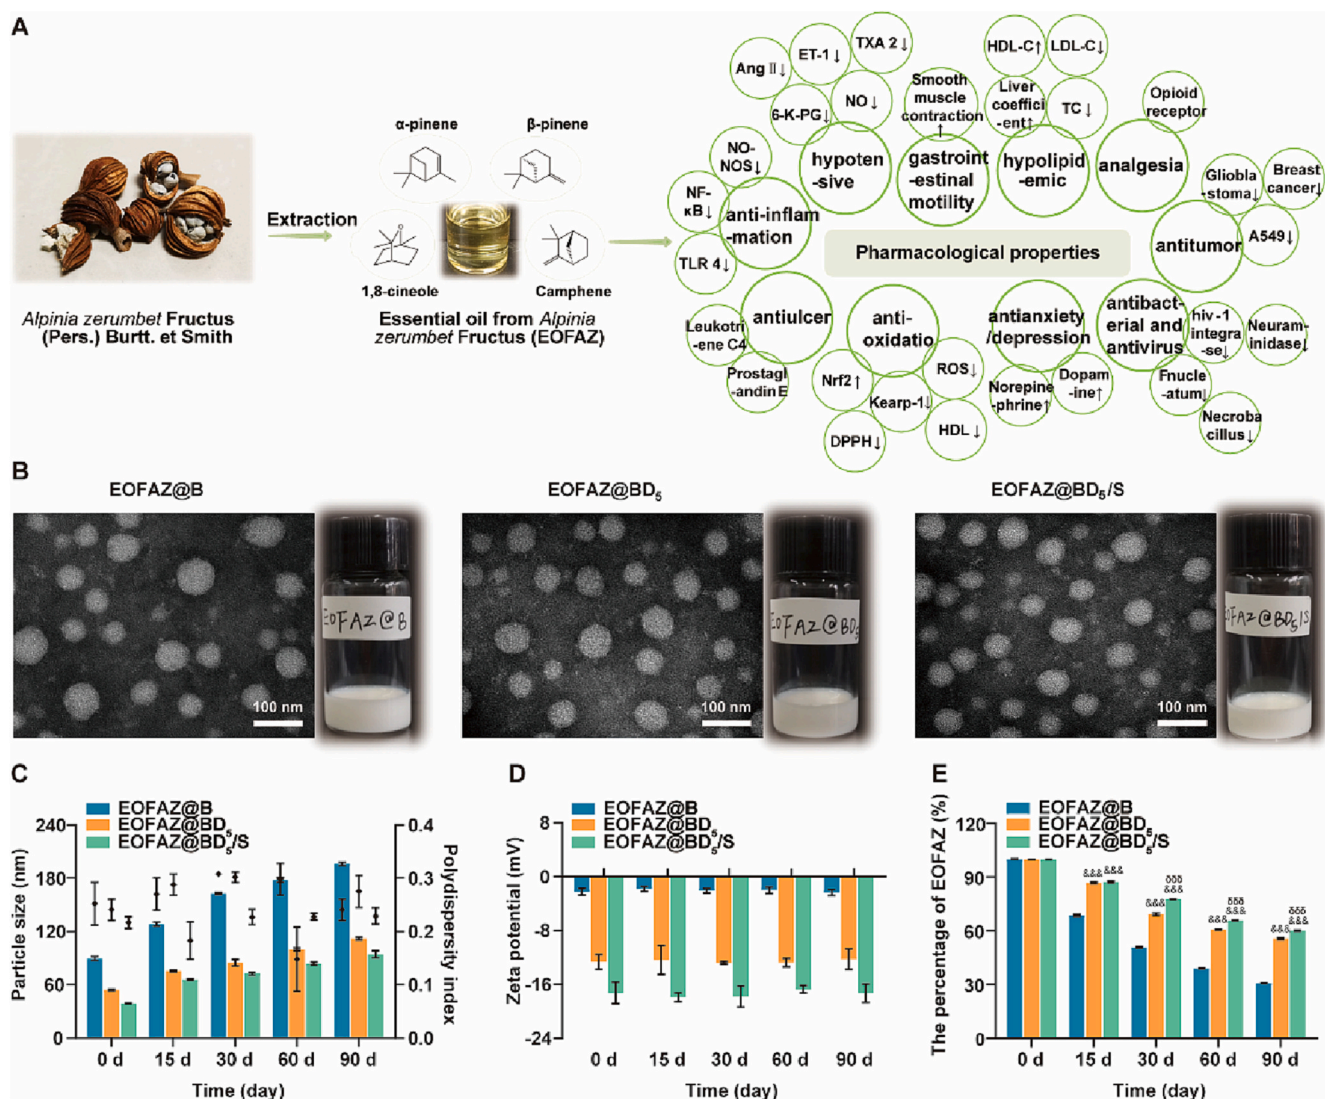 A
α-pinene
β-pinene
Extraction
1,8-cineole
Camphene
Alpinia zerumbet Fructus
(Pers.) Burtt. et Smith
Essential oil from Alpinia
zerumbet Fructus (EOFAZ)
Ang Ⅱ↓
ET-1↓
TXA 2↓
6-K-PG↓
NO↓
hypoten
-sive
Smooth
muscle
contraction
↑
gastroint
-estinal
motility
HDL-C↑
LDL-C↓
Liver
coeffici
-ent↑
TC↓
hypolipid
-emic
Opioid
receptor
analgesia
Gliobla
-stoma↓
Breast
cancer↓
A549↓
antitumor
NO-
NOS↓
NF-
κB↓
TLR 4↓
anti-inflam
-mation
Pharmacological properties
Leukotri
-ene C4
Prostagl
-andin E
antiulcer
anti-
oxidatio
Nrf2↑
ROS↓
Kearp-1↓
DPPH↓
HDL↓
antianxiety
/depression
Norepine
-phrine↑
Dopam
-ine↑
antibact-
erial and
antivirus
hiv-1
integra
-se↓
Neuram-
inidase↓
Fnucle
-atum↓
Necroba
cillus↓
B
EOFAZ@B
EOFAZ@BD5
EOFAZ@BD5/S
100 nm
EOFAZ@B
100 nm
EOFAZ@BD5
100 nm
EOFAZ@BD5/S
C
EOFAZ@B
EOFAZ@BD5
EOFAZ@BD5/S
Particle size (nm)
240
180
120
60
0
Polydispersity index
0.4
0.3
0.2
0.1
0.0
0 d 15 d 30 d 60 d 90 d
Time (day)
D
EOFAZ@B
EOFAZ@BD5
EOFAZ@BD5/S
Zeta potential (mV)
8
0
-8
-16
-24
0 d 15 d 30 d 60 d 90 d
Time (day)
E
EOFAZ@B
EOFAZ@BD5
EOFAZ@BD5/S
The percentage of EOFAZ (%)
120
90
60
30
0
&&& &&&
δδδ
&&& &&&
δδδ
&&& &&&
δδδ
&&& &&&
0 d 15 d 30 d 60 d 90 d
Time (day)